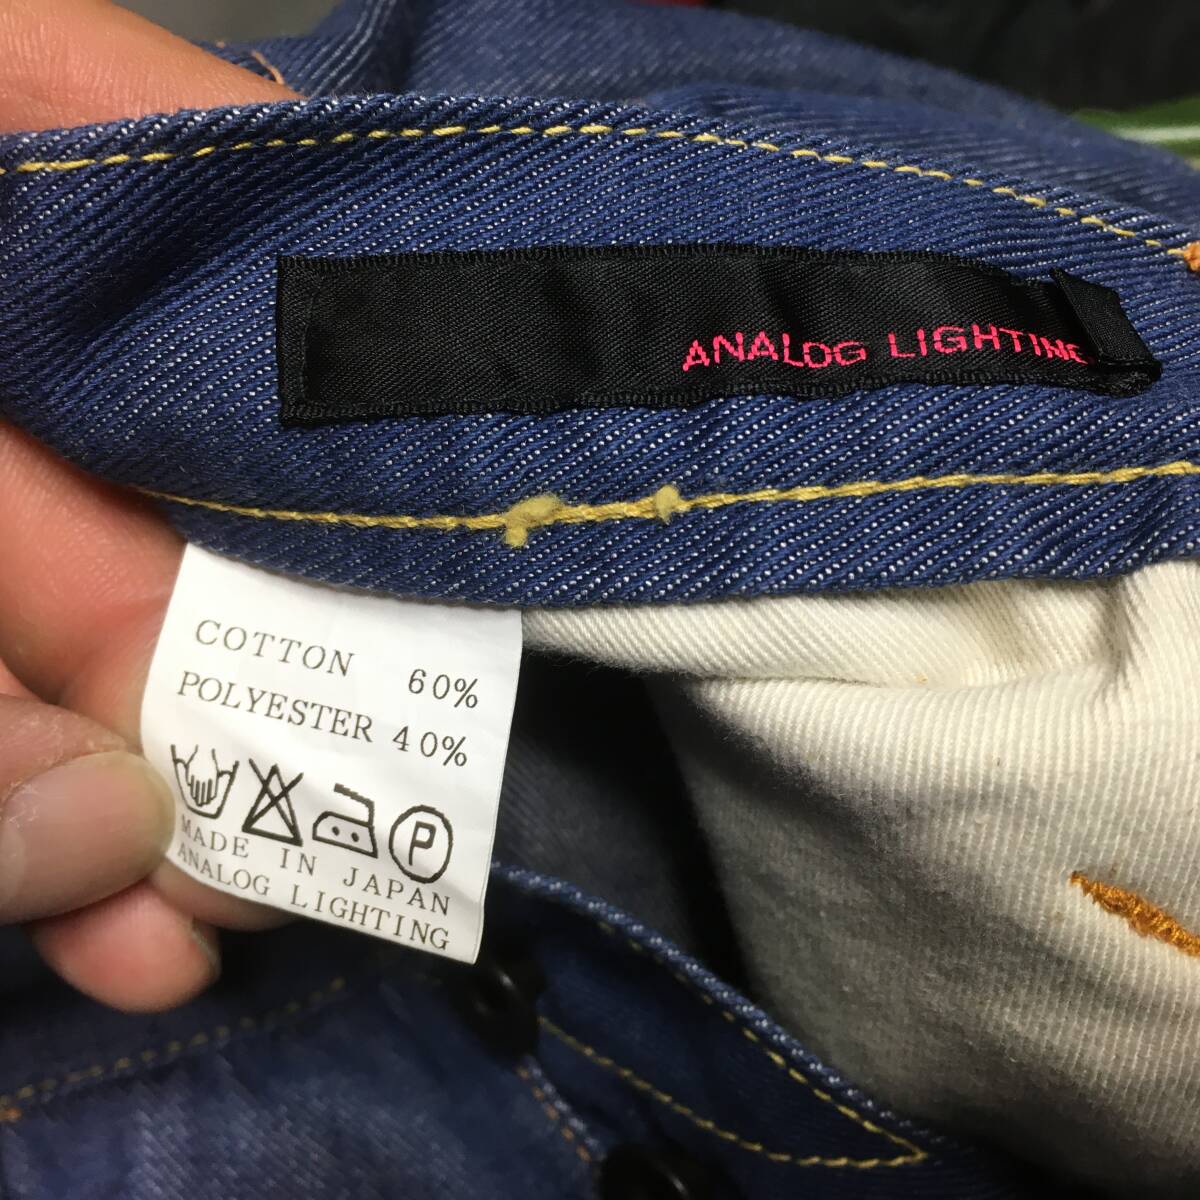 ANALOG LIGHTING
COTTON 60%
POLYESTER 40%
P
MADE IN JAPAN
ANALOG LIGHTING